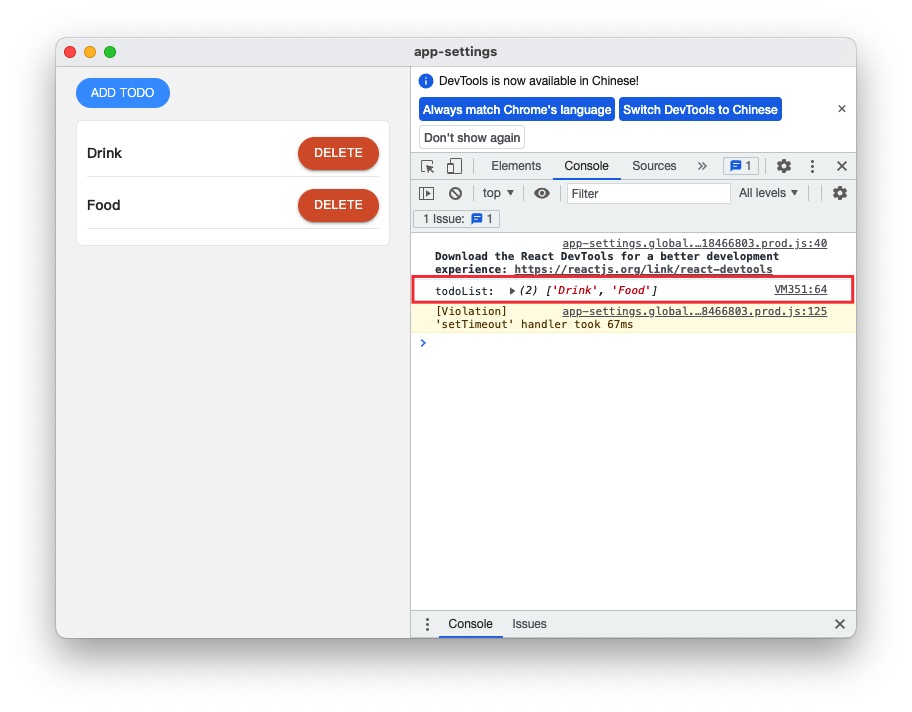 app-settings
ADD TODO
Drink
DELETE
Food
DELETE
DevTools is now available in Chinese!
Always match Chrome's language
Switch DevTools to Chinese
Don't show again
Elements
Console
Sources
1
top
Filter
All levels
1 Issue:
1
app-settings.global.…18466803.prod.js:40
Download the React DevTools for a better development
experience: https://reactjs.org/link/react-devtools
todoList: (2) ['Drink', 'Food'] VM351:64
[Violation] app-settings.global.…8466803.prod.js:125
'setTimeout' handler took 67ms
Console
Issues